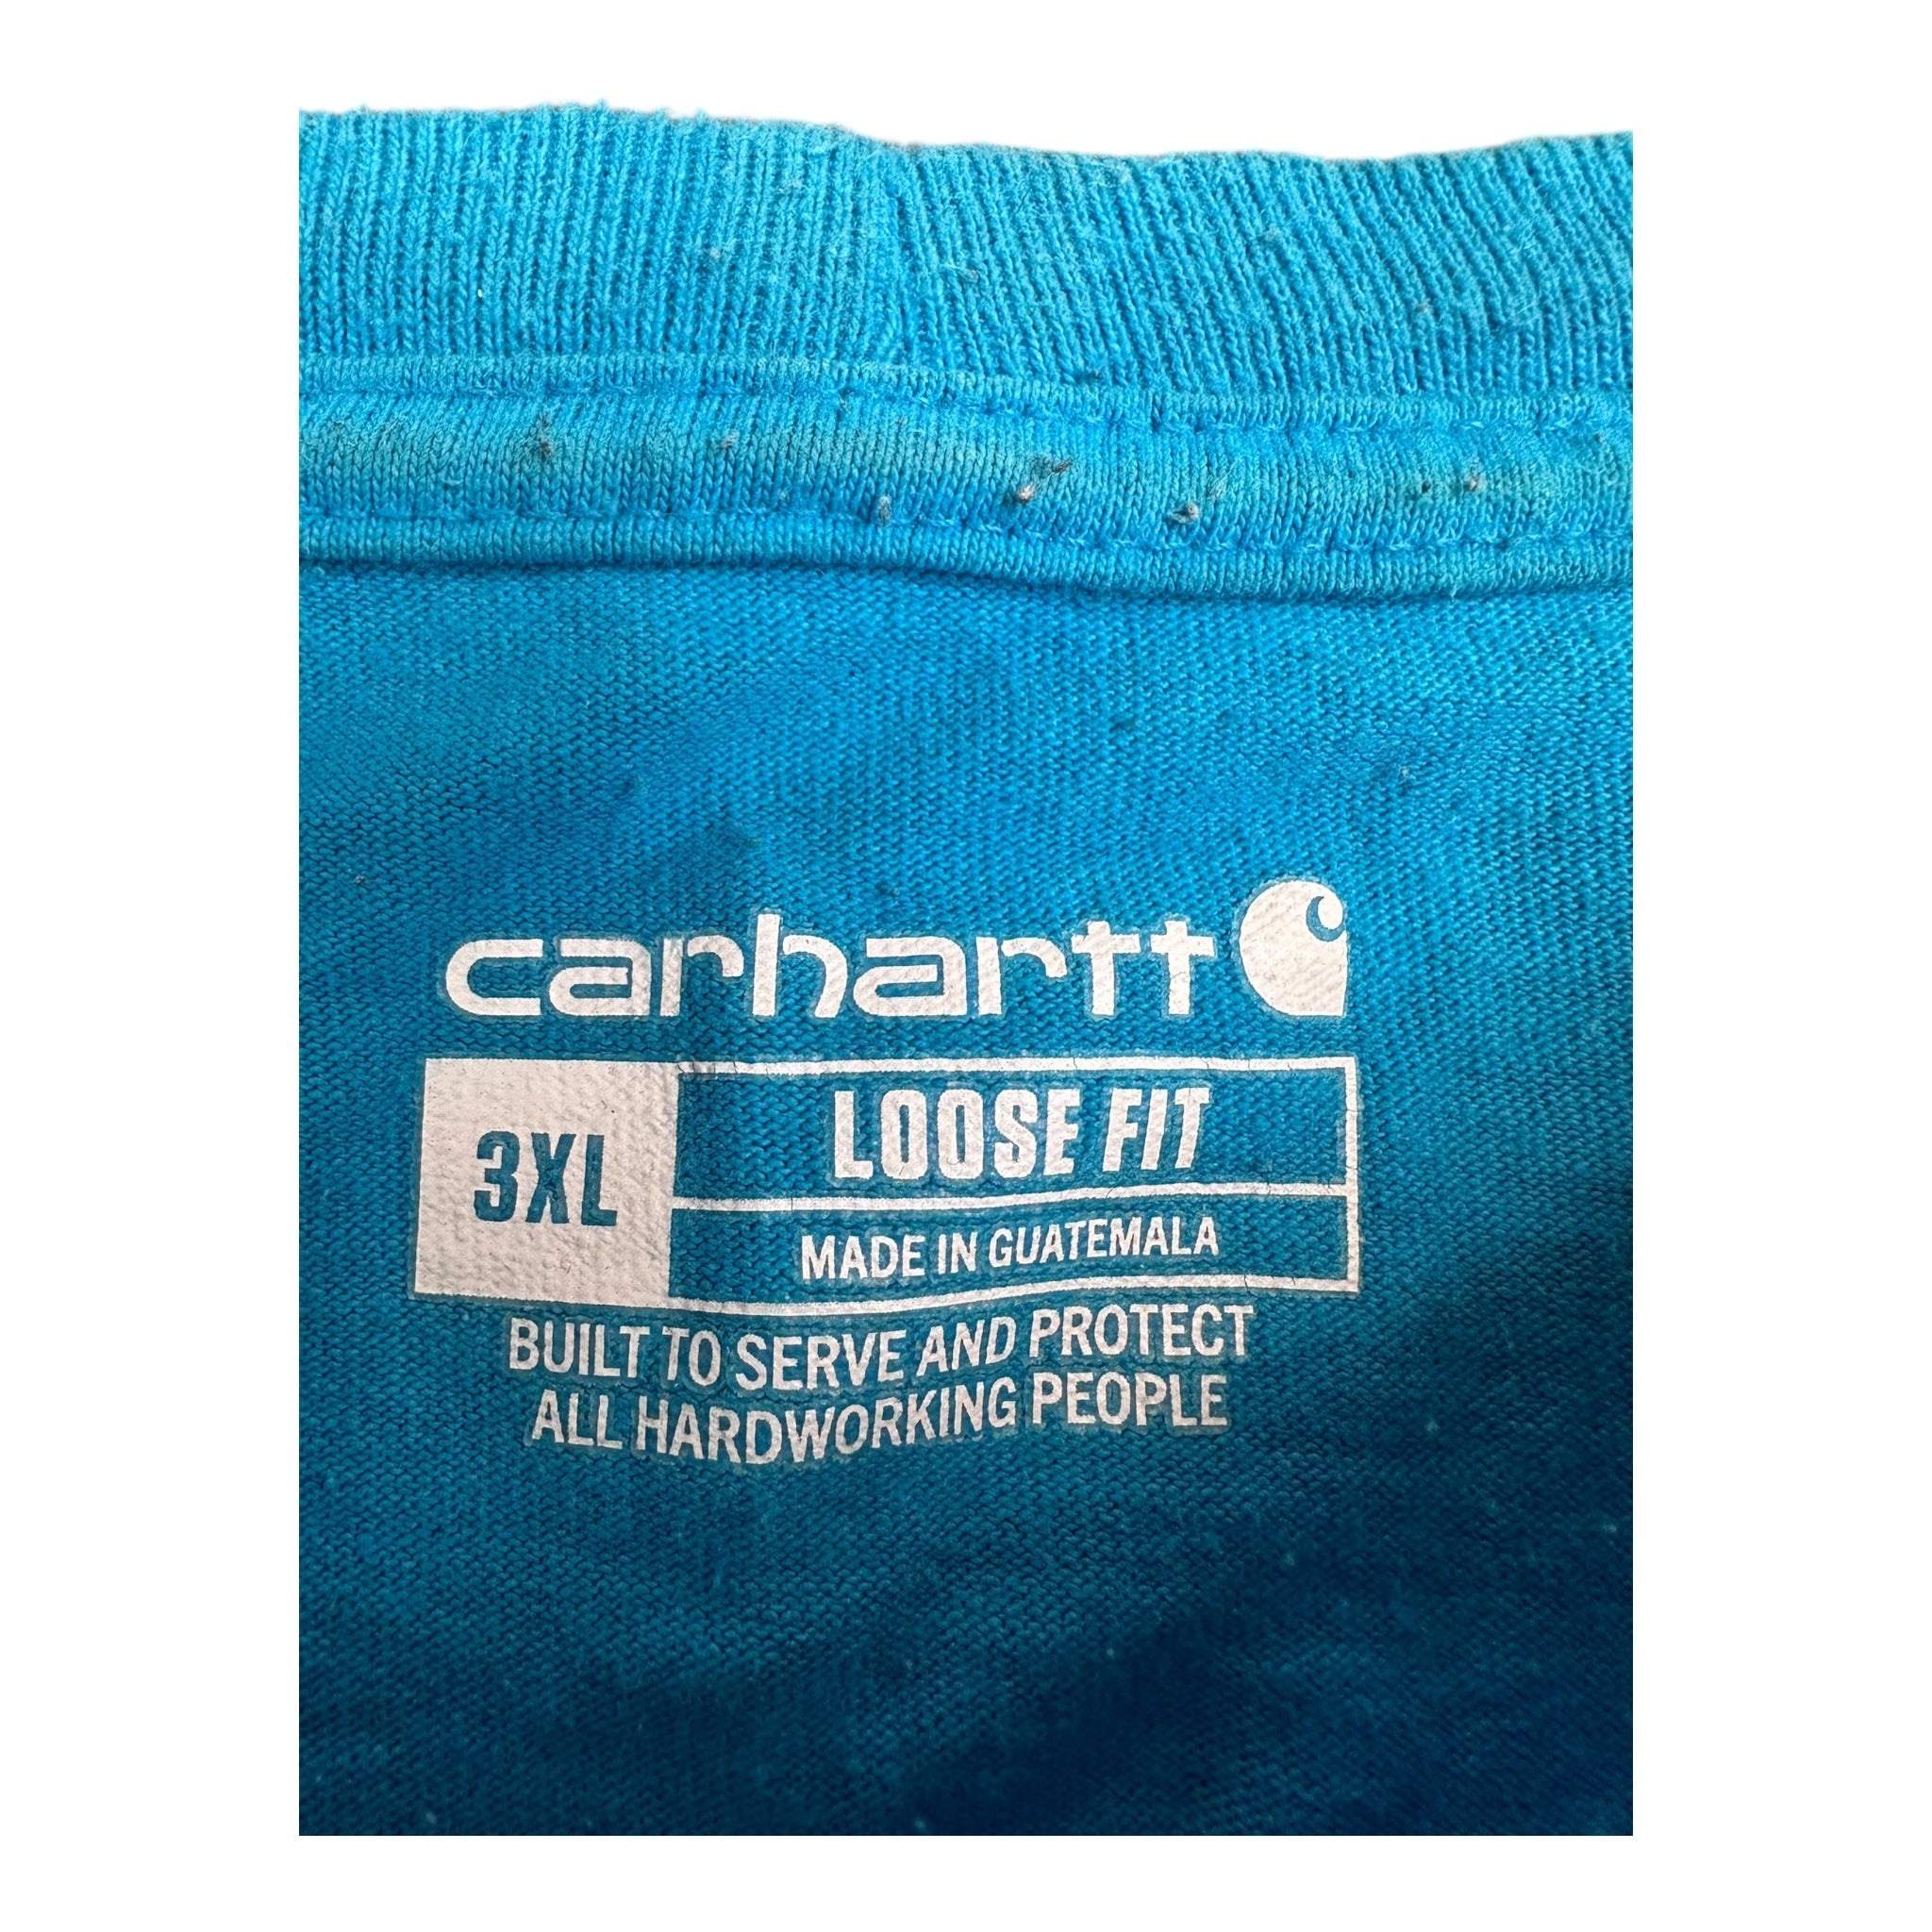 carhartt
3XL
LOOSE FIT
MADE IN GUATEMALA
BUILT TO SERVE AND PROTECT
ALL HARDWORKING PEOPLE